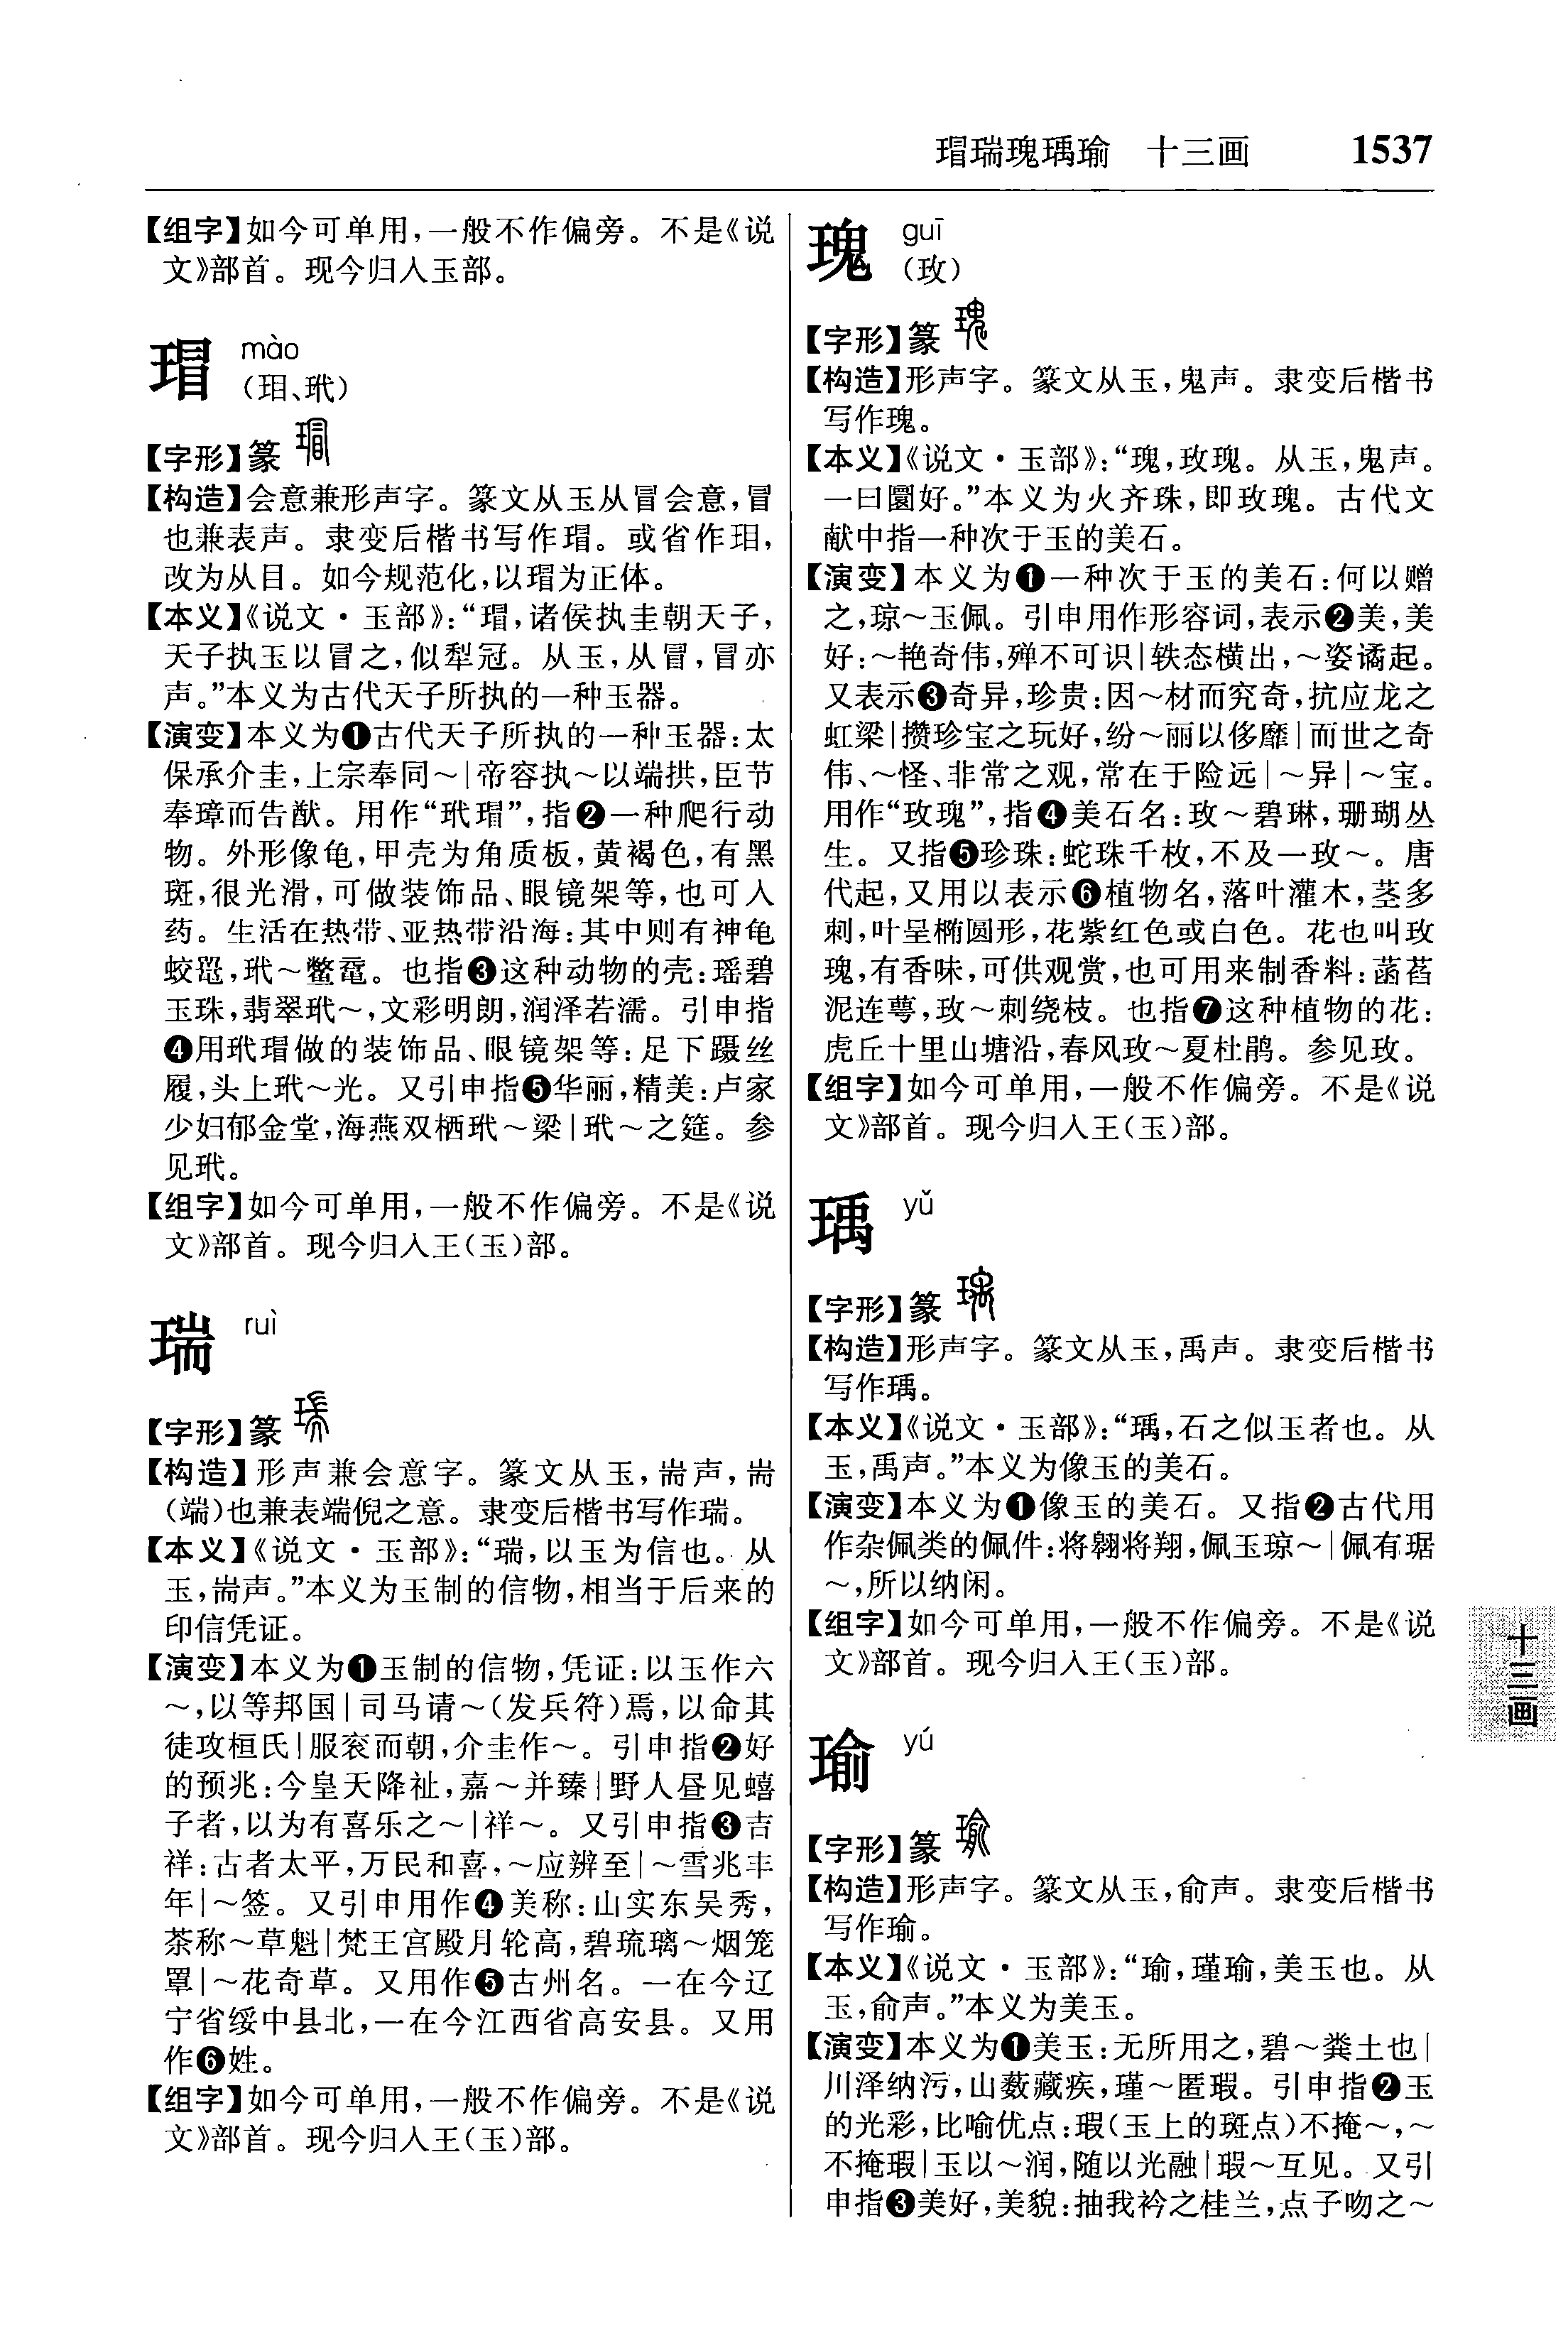 瑁瑞瑰瑀瑜 十三画 1537
【组字】如今可单用,一般不作偏旁。不是《说
文》部首。现今归入玉部。
瑁 mào
(玥、玳)
【字形】篆
【构造】会意兼形声字。篆文从玉从冒会意,冒
也兼表声。隶变后楷书写作瑁。或省作玥,
改为从目。如今规范化,以瑁为正体。
【本义】《说文·玉部》:“瑁,诸侯执圭朝天子,
天子执玉以冒之,似犁冠。从玉,从冒,冒亦
声。”本义为古代天子所执的一种玉器。
【演变】本义为❶古代天子所执的一种玉器:太
保承介圭,上宗奉同～|帝容执～以端拱,臣节
奉璋而告猷。用作“玳瑁”,指❷一种爬行动
物。外形像龟,甲壳为角质板,黄褐色,有黑
斑,很光滑,可做装饰品、眼镜架等,也可入
药。生活在热带、亚热带沿海:其中则有神龟
蛟鼍,玳～鳖鼋。也指❸这种动物的壳:瑶碧
玉珠,翡翠玳～,文彩明朗,润泽若濡。引申指
❹用玳瑁做的装饰品、眼镜架等:足下蹑丝
履,头上玳～光。又引申指❺华丽,精美:卢家
少妇郁金堂,海燕双栖玳～梁|玳～之筵。参
见玳。
【组字】如今可单用,一般不作偏旁。不是《说
文》部首。现今归入王(玉)部。
瑞 ruì
【字形】篆
【构造】形声兼会意字。篆文从玉,耑声,耑
(端)也兼表端倪之意。隶变后楷书写作瑞。
【本义】《说文·玉部》:“瑞,以玉为信也。从
玉,耑声。”本义为玉制的信物,相当于后来的
印信凭证。
【演变】本义为❶玉制的信物,凭证:以玉作六
～,以等邦国|司马请～(发兵符)焉,以命其
徒攻桓氏|服衮而朝,介圭作～。引申指❷好
的预兆:今皇天降祉,嘉～并臻|野人昼见蟢
子者,以为有喜乐之～|祥～。又引申指❸吉
祥:古者太平,万民和喜,～应辨至|～雪兆丰
年|～签。又引申用作❹美称:山实东吴秀,
茶称～草魁|梵王宫殿月轮高,碧琉璃～烟笼
罩|～花奇草。又用作❺古州名。一在今辽
宁省绥中县北,一在今江西省高安县。又用
作❻姓。
【组字】如今可单用,一般不作偏旁。不是《说
文》部首。现今归入王(玉)部。
瑰 guī
(玫)
【字形】篆
【构造】形声字。篆文从玉,鬼声。隶变后楷书
写作瑰。
【本义】《说文·玉部》:“瑰,玫瑰。从玉,鬼声。
一曰圜好。”本义为火齐珠,即玫瑰。古代文
献中指一种次于玉的美石。
【演变】本义为❶一种次于玉的美石:何以赠
之,琼～玉佩。引申用作形容词,表示❷美,美
好:～艳奇伟,殚不可识|轶态横出,～姿谲起。
又表示❸奇异,珍贵:因～材而究奇,抗应龙之
虹梁|攒珍宝之玩好,纷～丽以侈靡|而世之奇
伟、～怪、非常之观,常在于险远|～异|～宝。
用作“玫瑰”,指❹美石名:玫～碧琳,珊瑚丛
生。又指❺珍珠:蛇珠千枚,不及一玫～。唐
代起,又用以表示❻植物名,落叶灌木,茎多
刺,叶呈椭圆形,花紫红色或白色。花也叫玫
瑰,有香味,可供观赏,也可用来制香料:菡萏
泥连萼,玫～刺绕枝。也指❼这种植物的花:
虎丘十里山塘沿,春风玫～夏杜鹃。参见玫。
【组字】如今可单用,一般不作偏旁。不是《说
文》部首。现今归入王(玉)部。
瑀 yǔ
【字形】篆
【构造】形声字。篆文从玉,禹声。隶变后楷书
写作瑀。
【本义】《说文·玉部》:“瑀,石之似玉者也。从
玉,禹声。”本义为像玉的美石。
【演变】本义为❶像玉的美石。又指❷古代用
作杂佩类的佩件:将翱将翔,佩玉琼～|佩有琚
～,所以纳闲。
【组字】如今可单用,一般不作偏旁。不是《说
文》部首。现今归入王(玉)部。
瑜 yú
【字形】篆
【构造】形声字。篆文从玉,俞声。隶变后楷书
写作瑜。
【本义】《说文·玉部》:“瑜,瑾瑜,美玉也。从
玉,俞声。”本义为美玉。
【演变】本义为❶美玉:无所用之,碧～粪土也|
川泽纳污,山薮藏疾,瑾～匿瑕。引申指❷玉
的光彩,比喻优点:瑕(玉上的斑点)不掩～,～
不掩瑕|玉以～润,随以光融|瑕～互见。又引
申指❸美好,美貌:抽我衿之桂兰,点子吻之～
十三画